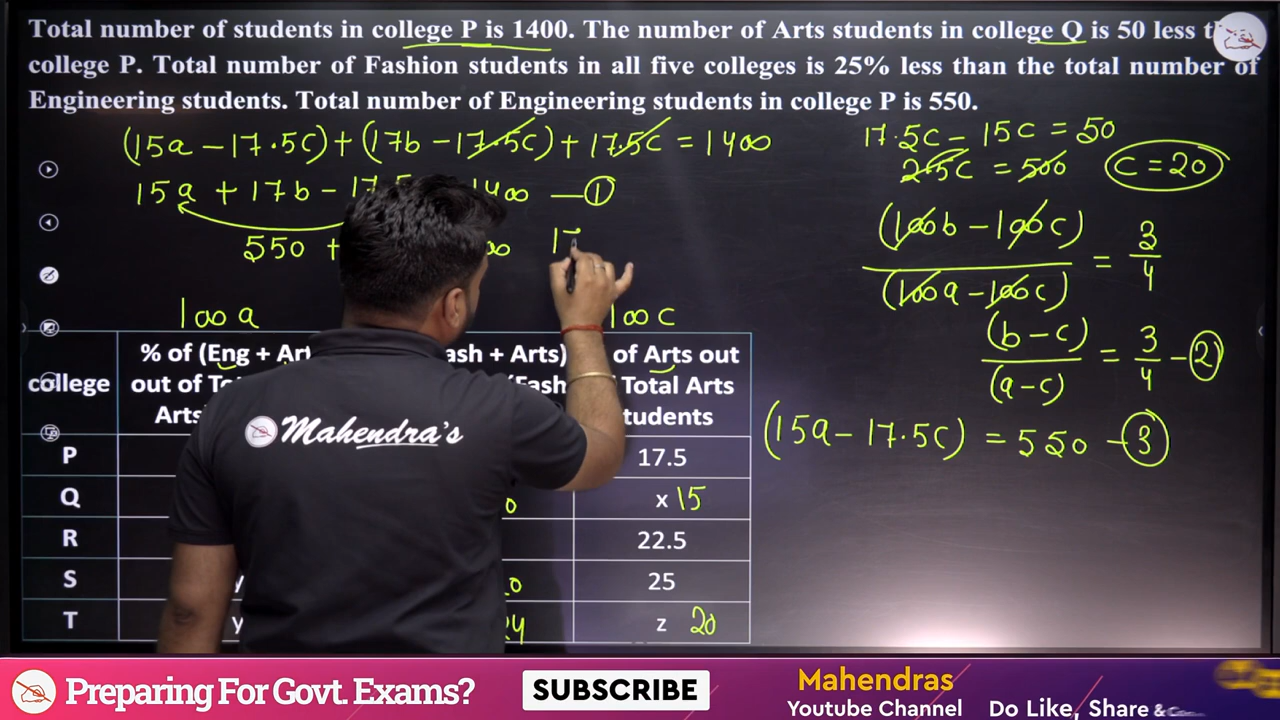 Total number of students in college P is 1400. The number of Arts students in college Q is 50 less
college P. Total number of Fashion students in all five colleges is 25% less than the total number of
Engineering students. Total number of Engineering students in college P is 550.
(15a - 17.5c) + (17b - 17.5c) + 17.5c = 1400
15a + 17b - 1400 - ①
550 +
17.5c - 15c = 50
2.5c = 500
c = 20
(100b - 100c) / (100a - 100c) = 3/4
(b - c) / (a - c) = 3/4 - ②
(15a - 17.5c) = 550 - ③
100a
100c
college
% of (Eng +
out of
Arts
+ Arts)
of Arts out
Total Arts
students
P 17.5
Q x 15
R 22.5
S y 25
T y 24 z 20
Mahendra's
Preparing For Govt. Exams?
SUBSCRIBE
Mahendras
Youtube Channel
Do Like, Share &